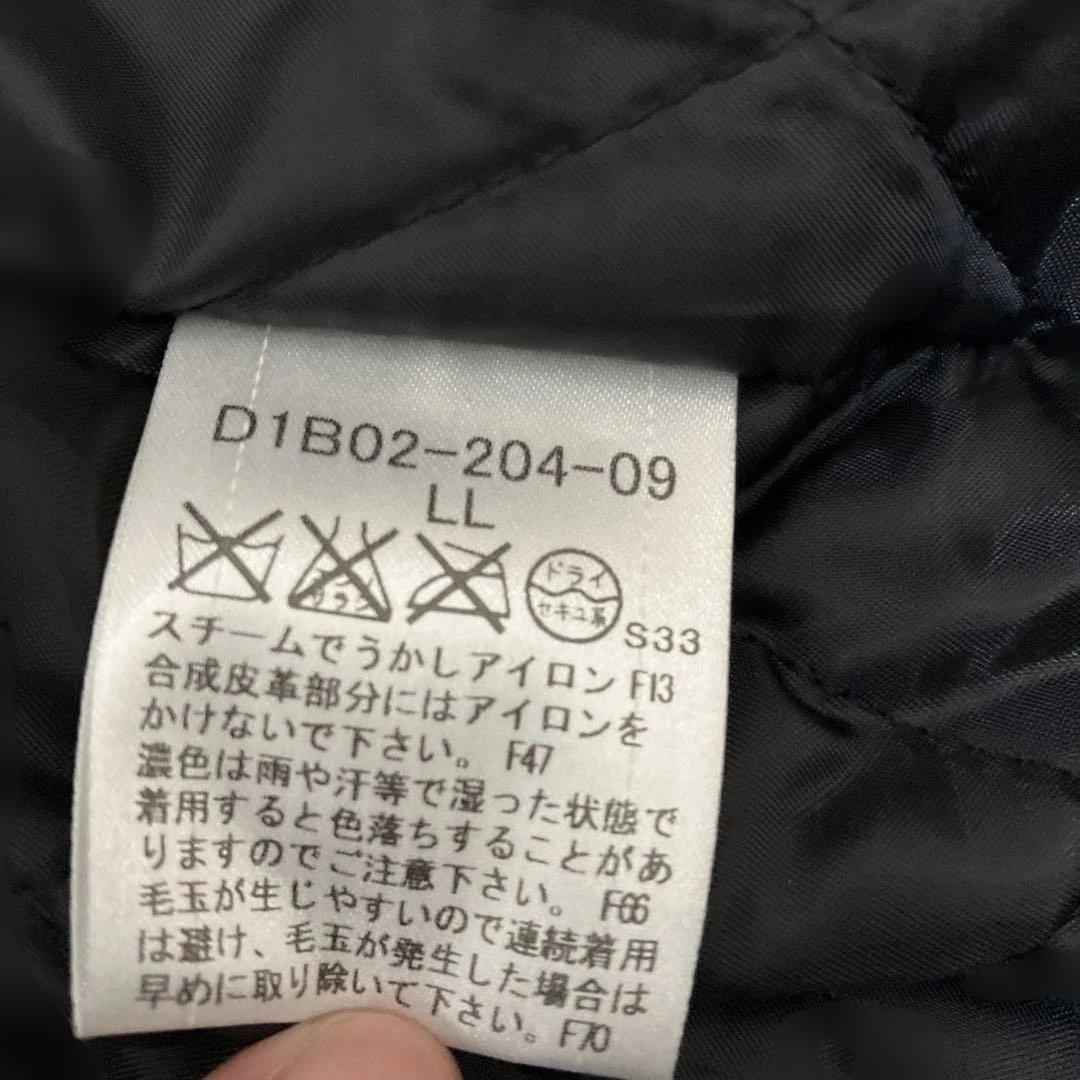 D1B02-204-09
LL
エンソ
サラシ
ドライ
セキユ系
S33
スチームでうかしアイロン F13
合成皮革部分にはアイロンを
かけないで下さい。 F47
濃色は雨や汗等で湿った状態で
着用すると色落ちすることがあ
りますのでご注意下さい。 F66
毛玉が生じやすいので連続着用
は避け、毛玉が発生した場合は
早めに取り除いて下さい。 F70